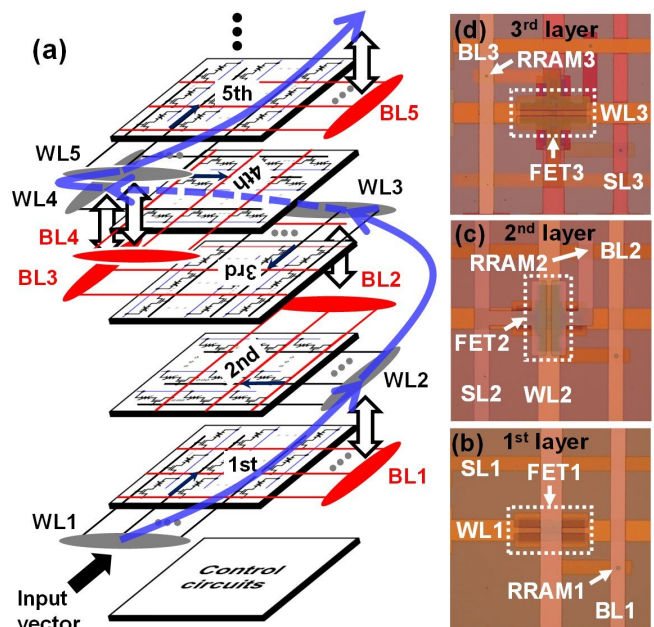 (a)
5th
BL5
WL5
WL4
4th
WL3
BL4
BL3
3rd
BL2
2nd
WL2
1st
BL1
WL1
Control
circuits
Input
vector
(d) 3rd layer
BL3
RRAM3
WL3
FET3
SL3
(c) 2nd layer
RRAM2
BL2
FET2
SL2
WL2
(b) 1st layer
SL1
FET1
WL1
RRAM1
BL1